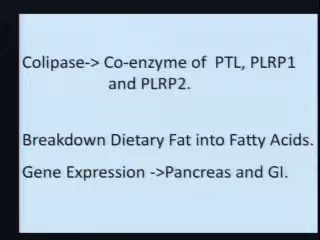 Colipase-> Co-enzyme of PTL, PLRP1
and PLRP2.
Breakdown Dietary Fat into Fatty Acids.
Gene Expression ->Pancreas and GI.